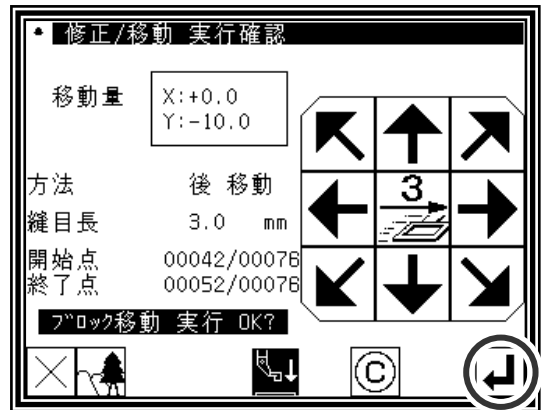 修正/移動 実行確認
移動量
X:+0.0
Y:-10.0
方法 後 移動
縫目長 3.0 mm
開始点 00042/00076
終了点 00052/00076
ブロック移動 実行 OK?
3
C